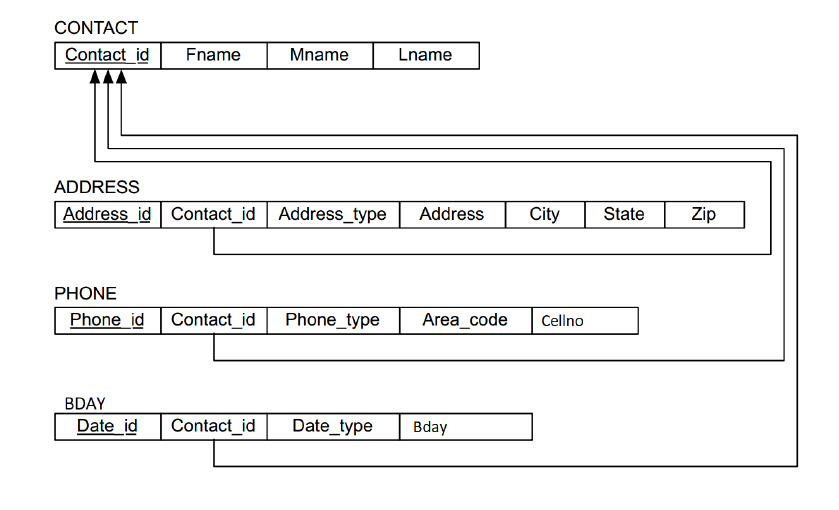 CONTACT
Contact_id Fname Mname Lname
ADDRESS
Address_id Contact_id Address_type Address City State Zip
PHONE
Phone_id Contact_id Phone_type Area_code Cellno
BDAY
Date_id Contact_id Date_type Bday